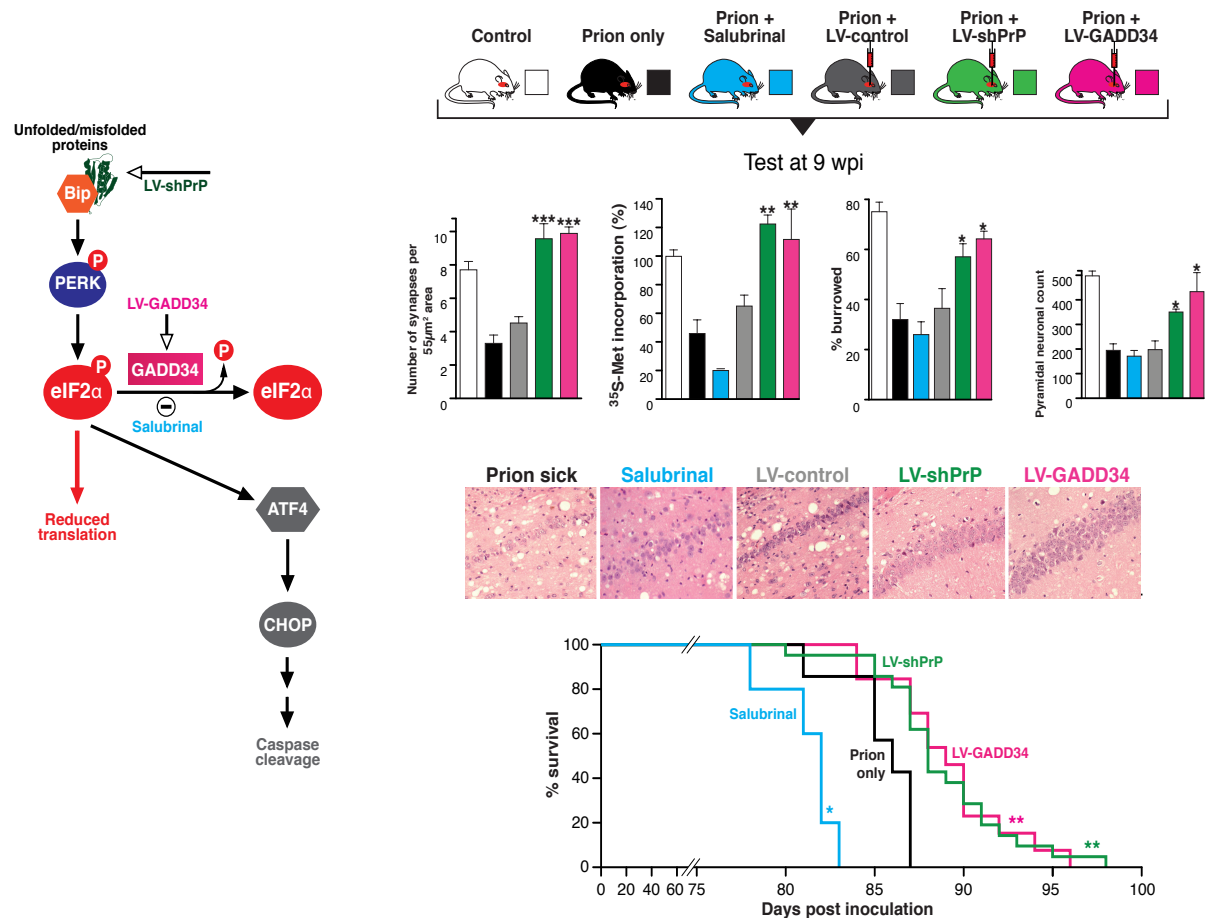 Control
Prion only
Prion +
Salubrinal
Prion +
LV-control
Prion +
LV-shPrP
Prion +
LV-GADD34
Test at 9 wpi
Unfolded/misfolded
proteins
Bip
LV-shPrP
P
PERK
LV-GADD34
P
GADD34
P
eIF2α
eIF2α
−
Salubrinal
Reduced
translation
ATF4
CHOP
Caspase
cleavage
Number of synapses per
55µm² area
10
8
6
4
2
0
***
***
35S-Met incorporation (%)
140
120
100
80
60
40
20
0
**
**
% burrowed
80
60
40
20
0
*
*
Pyramidal neuronal count
500
400
300
200
100
0
*
*
Prion sick
Salubrinal
LV-control
LV-shPrP
LV-GADD34
% survival
100
80
60
40
20
0
LV-shPrP
Salubrinal
Prion
only
LV-GADD34
*
**
**
0 20 40 60 75 80 85 90 95 100
Days post inoculation